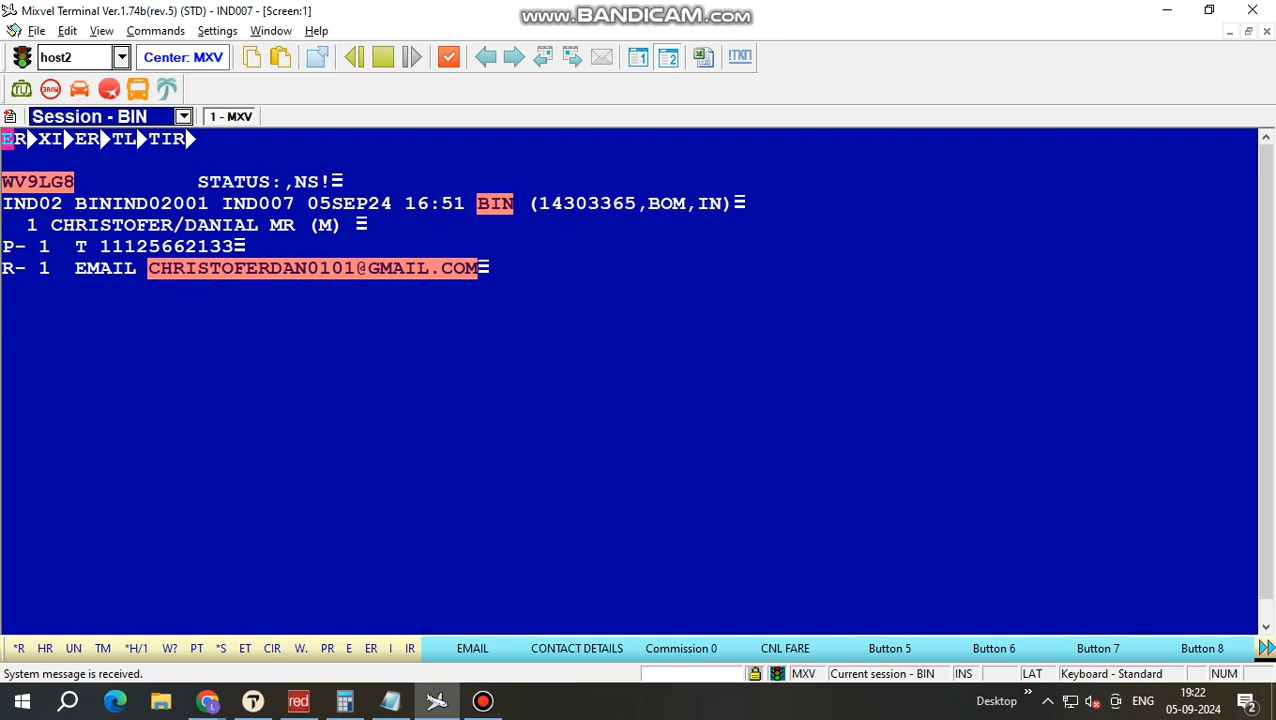 Mixvel Terminal Ver.1.74b(rev.5) (STD) - IND007 - [Screen:1]
www.BANDICAM.com
File Edit View Commands Settings Window Help
host2 Center: MXV 1 2 !TKП
Session - BIN 1 - MXV
ER▶XI▶ER▶TL▶TIR▶
WV9LG8 STATUS:,NS!
IND02 BININD02001 IND007 05SEP24 16:51 BIN (14303365,BOM,IN)
1 CHRISTOFER/DANIAL MR (M)
P- 1 T 11125662133
R- 1 EMAIL CHRISTOFERDAN0101@GMAIL.COM
*R HR UN TM *H/1 W? PT *S ET CIR W. PR E ER I IR EMAIL CONTACT DETAILS Commission 0 CNL FARE Button 5 Button 6 Button 7 Button 8
System message is received. MXV Current session - BIN INS LAT Keyboard - Standard NUM
red Desktop ENG 19:22
05-09-2024 2